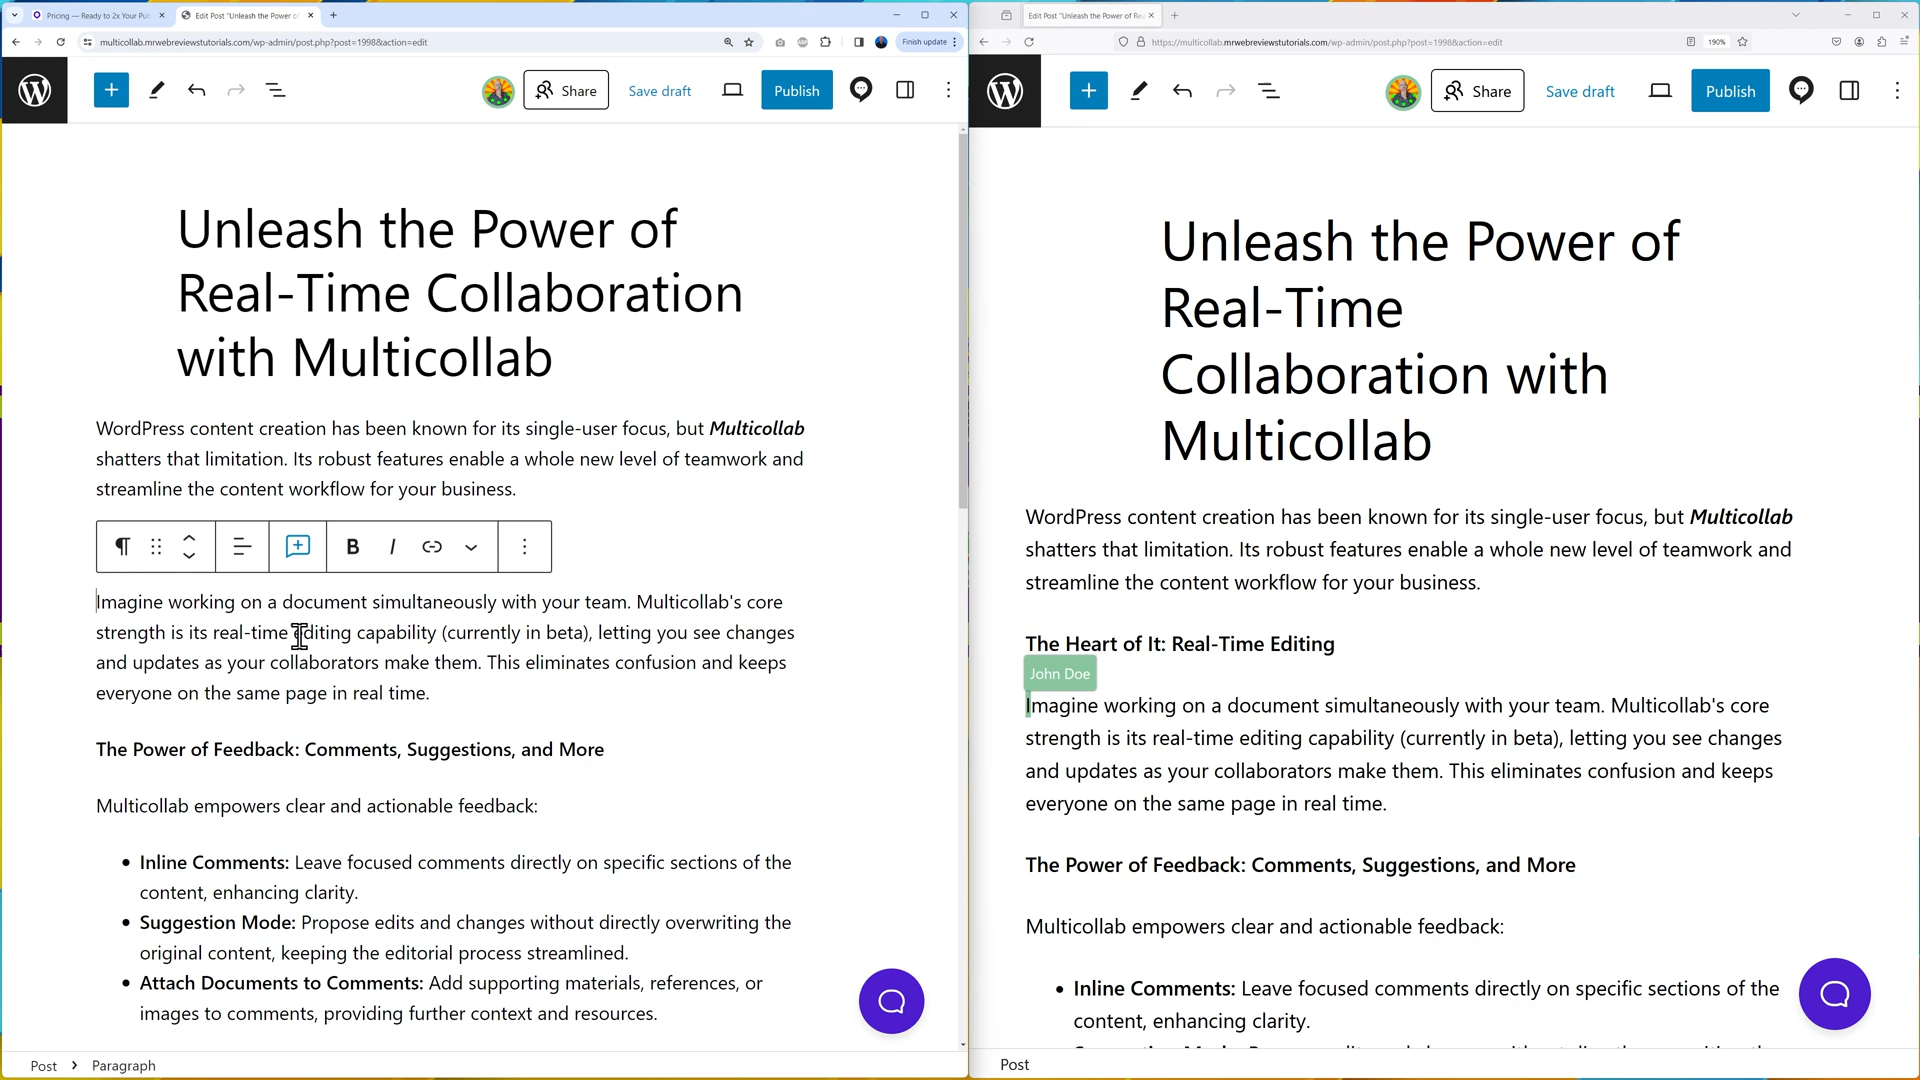 Pricing — Ready to 2x Your Pu
Edit Post "Unleash the Power of
multicollab.mrwebreviewstutorials.com/wp-admin/post.php?post=1998&action=edit
Finish update
Share
Save draft
Publish
Unleash the Power of
Real-Time Collaboration
with Multicollab
WordPress content creation has been known for its single-user focus, but Multicollab
shatters that limitation. Its robust features enable a whole new level of teamwork and
streamline the content workflow for your business.
B I
Imagine working on a document simultaneously with your team. Multicollab's core
strength is its real-time editing capability (currently in beta), letting you see changes
and updates as your collaborators make them. This eliminates confusion and keeps
everyone on the same page in real time.
The Power of Feedback: Comments, Suggestions, and More
Multicollab empowers clear and actionable feedback:
• Inline Comments: Leave focused comments directly on specific sections of the
content, enhancing clarity.
• Suggestion Mode: Propose edits and changes without directly overwriting the
original content, keeping the editorial process streamlined.
• Attach Documents to Comments: Add supporting materials, references, or
images to comments, providing further context and resources.
Post > Paragraph
Edit Post "Unleash the Power of Re
https://multicollab.mrwebreviewstutorials.com/wp-admin/post.php?post=1998&action=edit
190%
Share
Save draft
Publish
Unleash the Power of
Real-Time
Collaboration with
Multicollab
WordPress content creation has been known for its single-user focus, but Multicollab
shatters that limitation. Its robust features enable a whole new level of teamwork and
streamline the content workflow for your business.
The Heart of It: Real-Time Editing
John Doe
Imagine working on a document simultaneously with your team. Multicollab's core
strength is its real-time editing capability (currently in beta), letting you see changes
and updates as your collaborators make them. This eliminates confusion and keeps
everyone on the same page in real time.
The Power of Feedback: Comments, Suggestions, and More
Multicollab empowers clear and actionable feedback:
• Inline Comments: Leave focused comments directly on specific sections of the
content, enhancing clarity.
Post